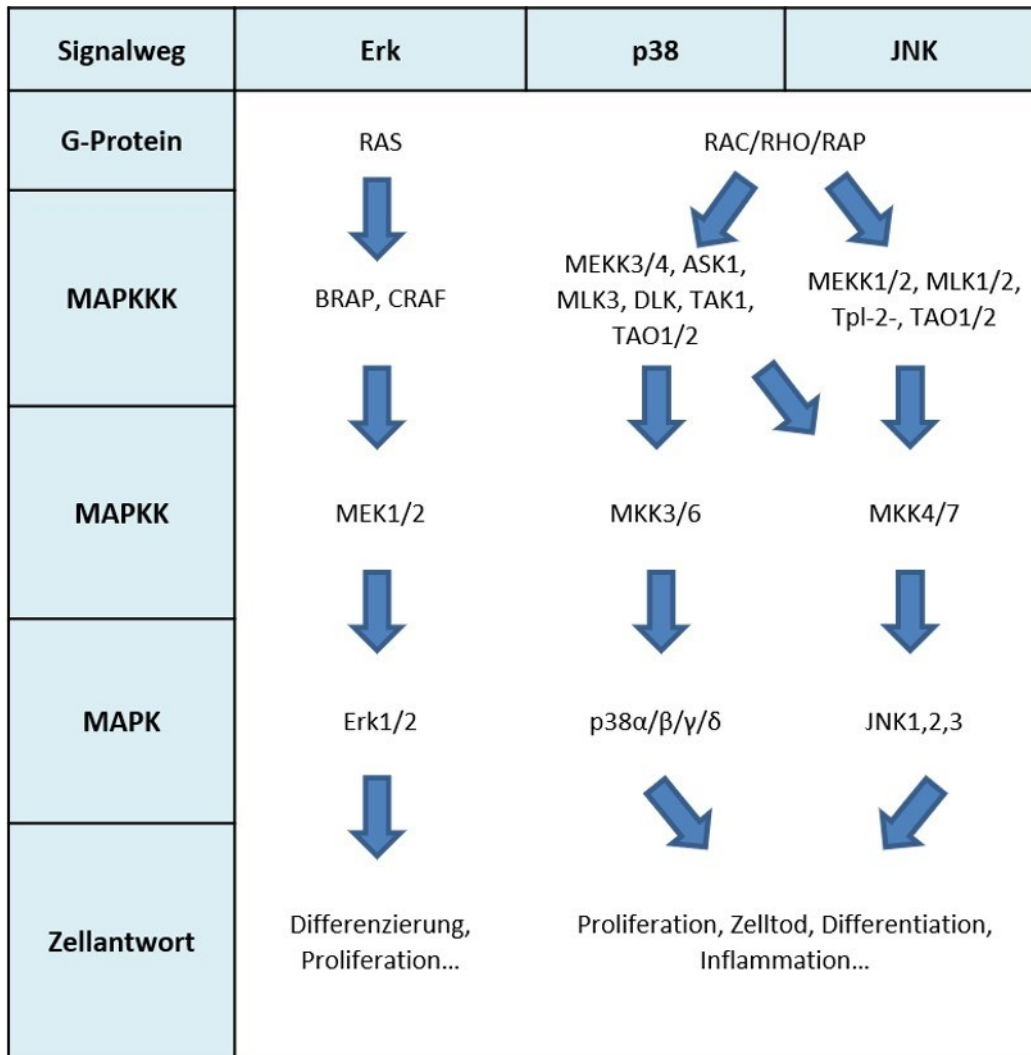 Signalweg Erk p38 JNK
G-Protein RAS RAC/RHO/RAP
MAPKKK
BRAP, CRAF
MEKK3/4, ASK1,
MLK3, DLK, TAK1,
TAO1/2
MEKK1/2, MLK1/2,
Tpl-2-, TAO1/2
MAPKK MEK1/2 MKK3/6 MKK4/7
MAPK Erk1/2 p38α/β/γ/δ JNK1,2,3
Zellantwort
Differenzierung,
Proliferation...
Proliferation, Zelltod, Differentiation,
Inflammation...